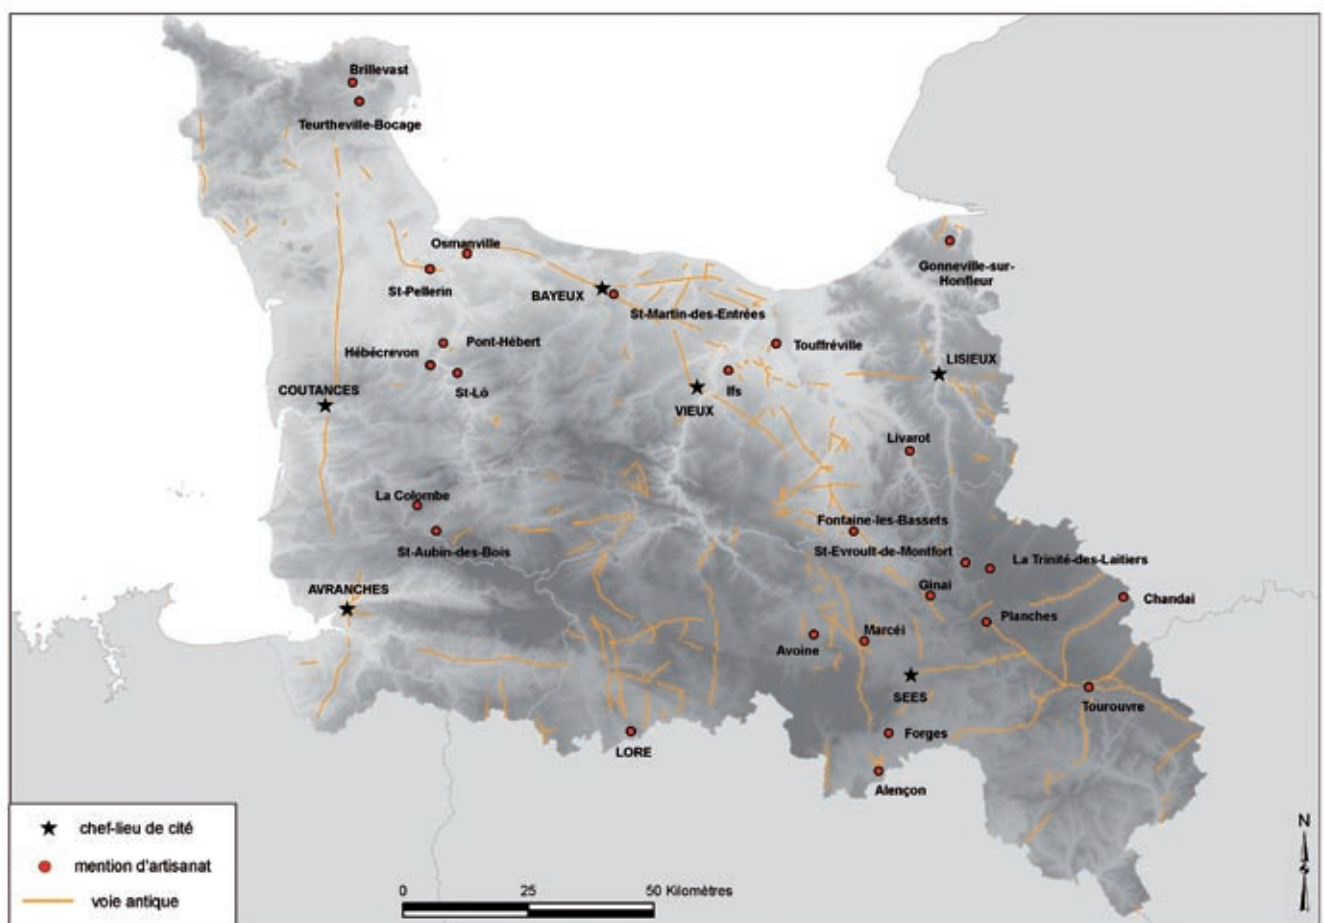 Brillevast
Teurtheville-Bocage
Osmanville
St-Pellerin
Gonneville-sur-
Honfleur
BAYEUX
St-Martin-des-Entrées
Pont-Hébert
Hébécrevon
St-Lô
Touffréville
LISIEUX
COUTANCES
Ifs
VIEUX
Livarot
La Colombe
St-Aubin-des-Bois
Fontaine-les-Bassets
St-Evroult-de-Montfort
La Trinité-des-Laitiers
AVRANCHES
Ginai
Chandai
Planches
Marcéi
Avoine
SEES
Tourouvre
Forges
LORE
Alençon
chef-lieu de cité
mention d'artisanat
voie antique
0 25 50 Kilomètres
N